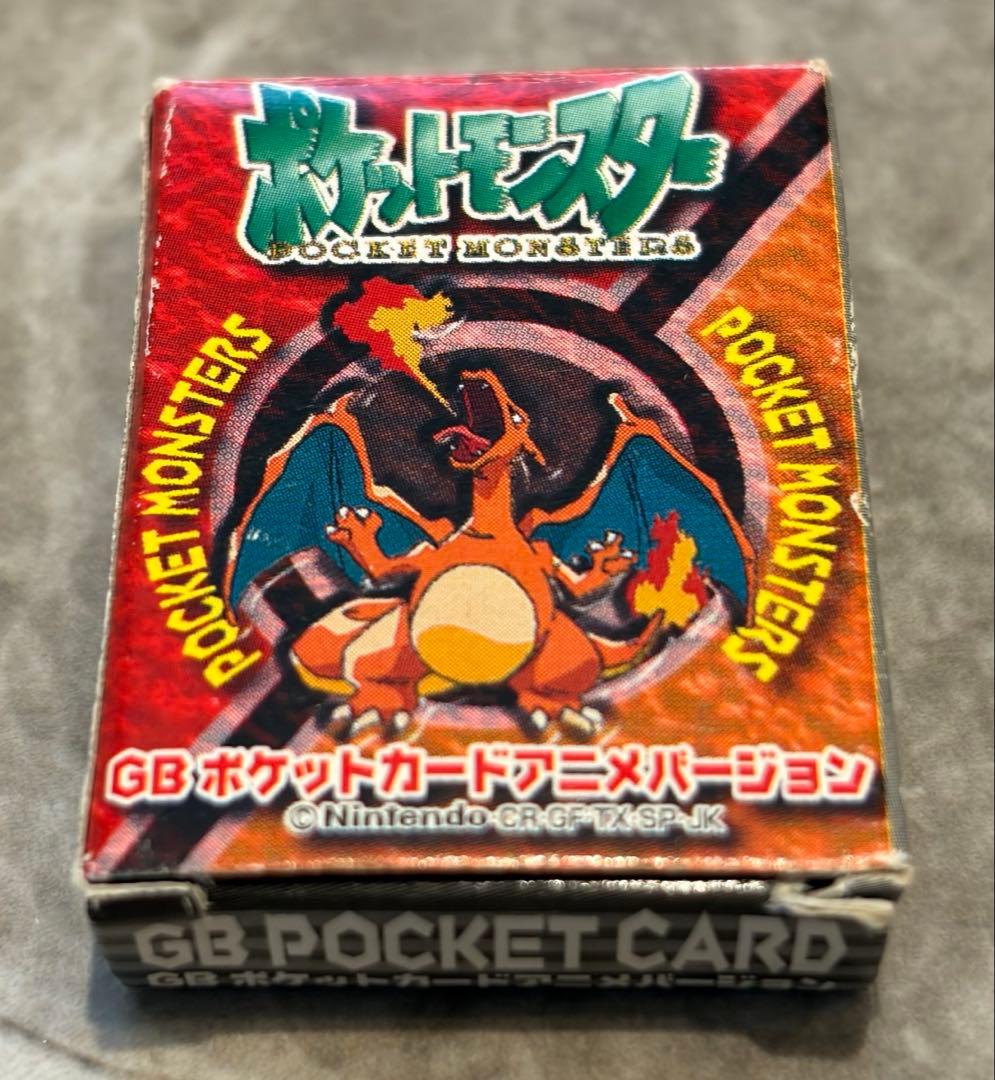 ポケットモンスター
POCKET MONSTERS
POCKET MONSTERS
POCKET MONSTERS
GB ポケットカードアニメバージョン
©Nintendo・CR・GF・TX・SP・JK
GB POCKET CARD
GB ポケットカードアニメバージョン